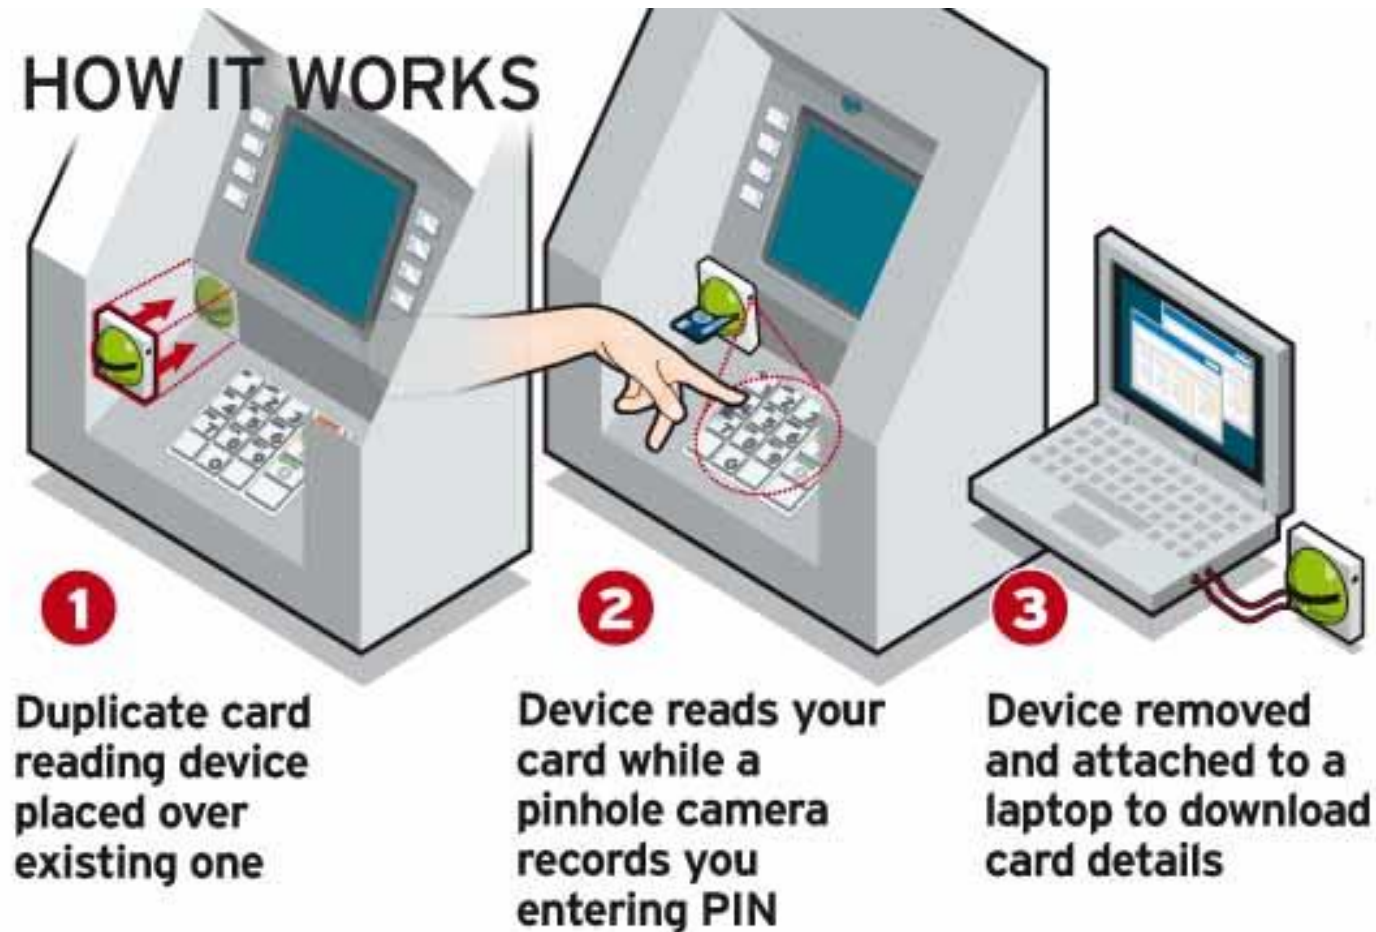 HOW IT WORKS
1
Duplicate card
reading device
placed over
existing one
2
Device reads your
card while a
pinhole camera
records you
entering PIN
3
Device removed
and attached to a
laptop to download
card details